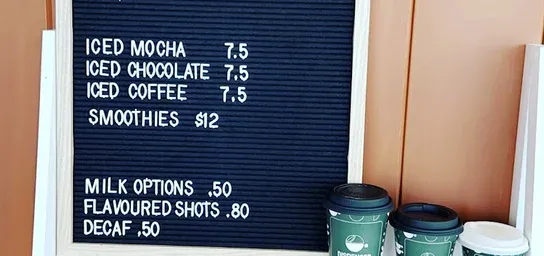 ICED MOCHA 7.5
ICED CHOCOLATE 7.5
ICED COFFEE 7.5
SMOOTHIES $12
MILK OPTIONS .50
FLAVOURED SHOTS .80
DECAF .50